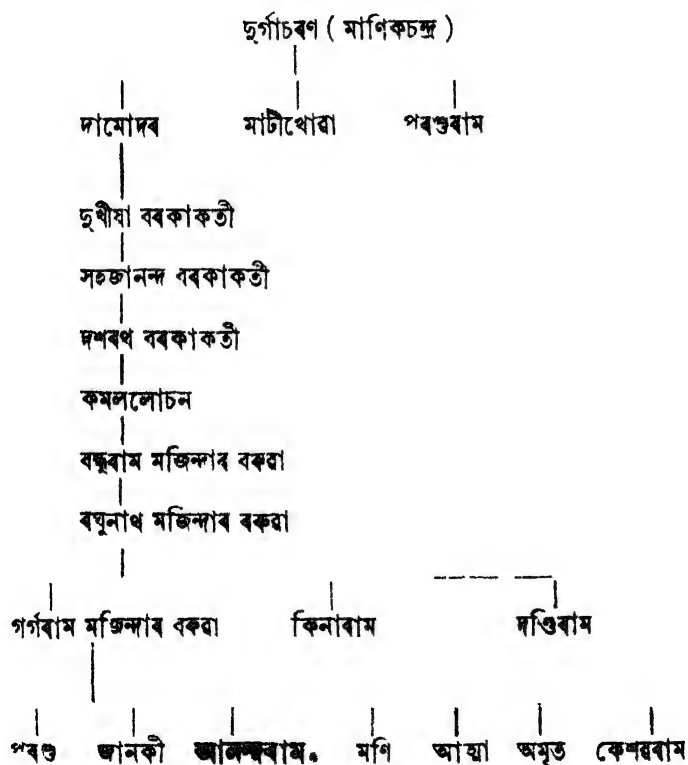 দুৰ্গাচৰণ ( মাণিকচন্দ্ৰ )
দামোদৰ মাটীখোৱা পৰশুৰাম
দুখীয়া বৰকাকতী
সহজানন্দ বৰকাকতী
দশৰথ বৰকাকতী
কমললোচন
বন্ধুৰাম মজিন্দাৰ বৰুৱা
ৰঘুনাথ মজিন্দাৰ বৰুৱা
গৰ্গৰাম মজিন্দাৰ বৰুৱা কিনাৰাম দণ্ডিৰাম
পৰশু জানকী আনন্দৰাম. মণি আহ্মা অমৃত কেশৱৰাম